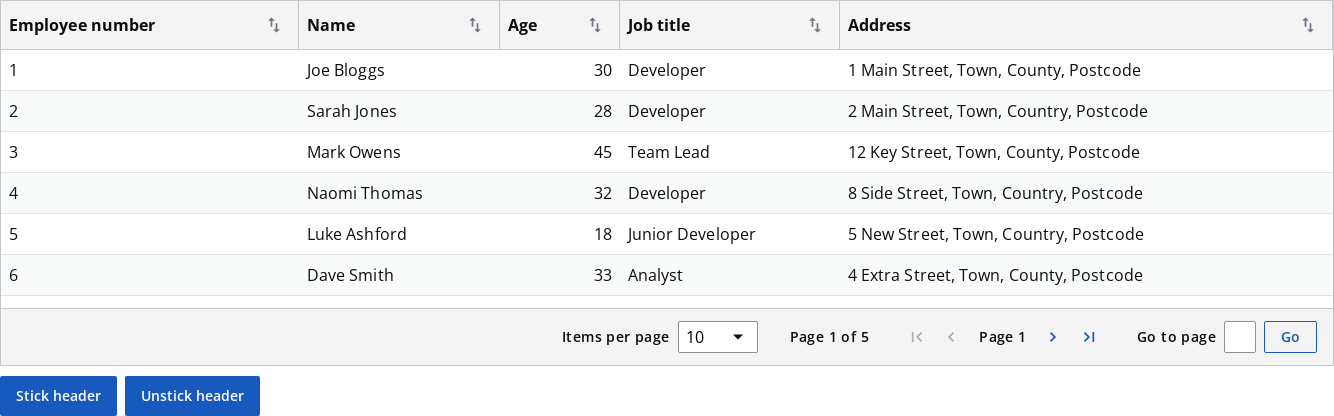 Employee number Name Age Job title Address
1 Joe Bloggs 30 Developer 1 Main Street, Town, County, Postcode
2 Sarah Jones 28 Developer 2 Main Street, Town, Country, Postcode
3 Mark Owens 45 Team Lead 12 Key Street, Town, County, Postcode
4 Naomi Thomas 32 Developer 8 Side Street, Town, Country, Postcode
5 Luke Ashford 18 Junior Developer 5 New Street, Town, Country, Postcode
6 Dave Smith 33 Analyst 4 Extra Street, Town, County, Postcode
Items per page 10 Page 1 of 5 Page 1 Go to page Go
Stick header Unstick header